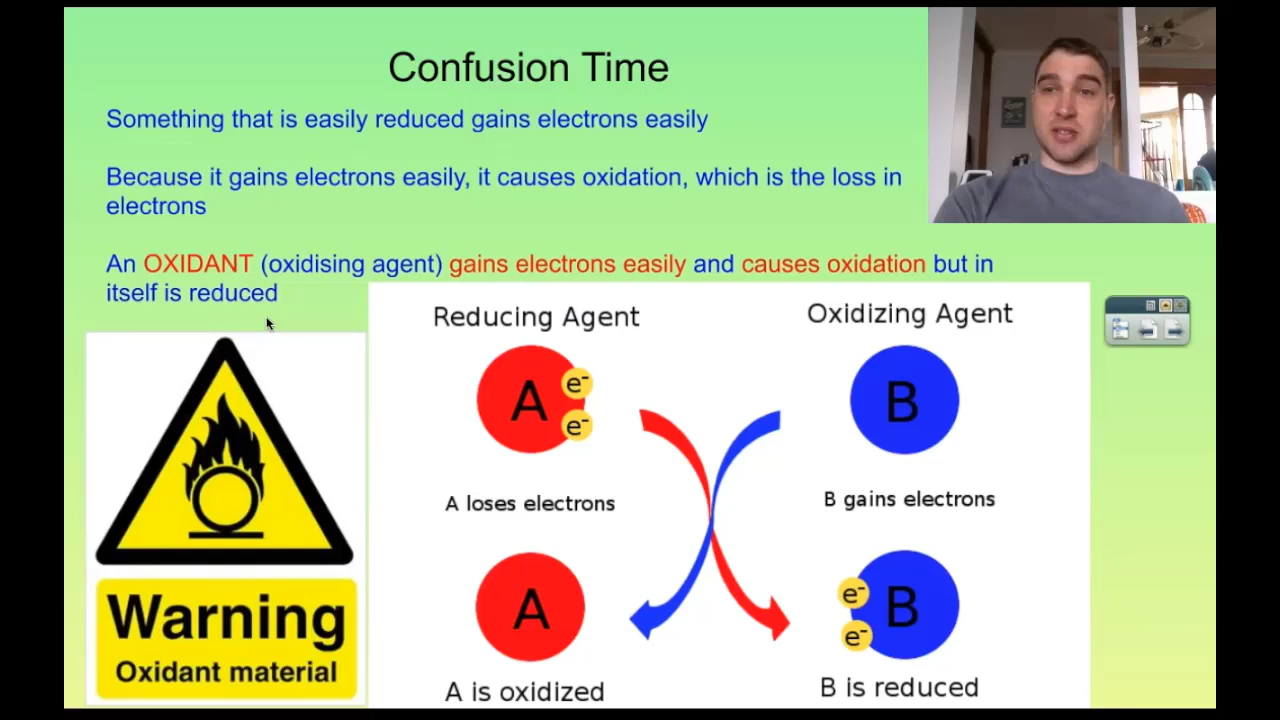 Confusion Time
Something that is easily reduced gains electrons easily
Because it gains electrons easily, it causes oxidation, which is the loss in
electrons
An OXIDANT (oxidising agent) gains electrons easily and causes oxidation but in
itself is reduced
Reducing Agent
Oxidizing Agent
A e-
e-
B
A loses electrons
B gains electrons
A
e- B
e-
A is oxidized
B is reduced
Warning
Oxidant material